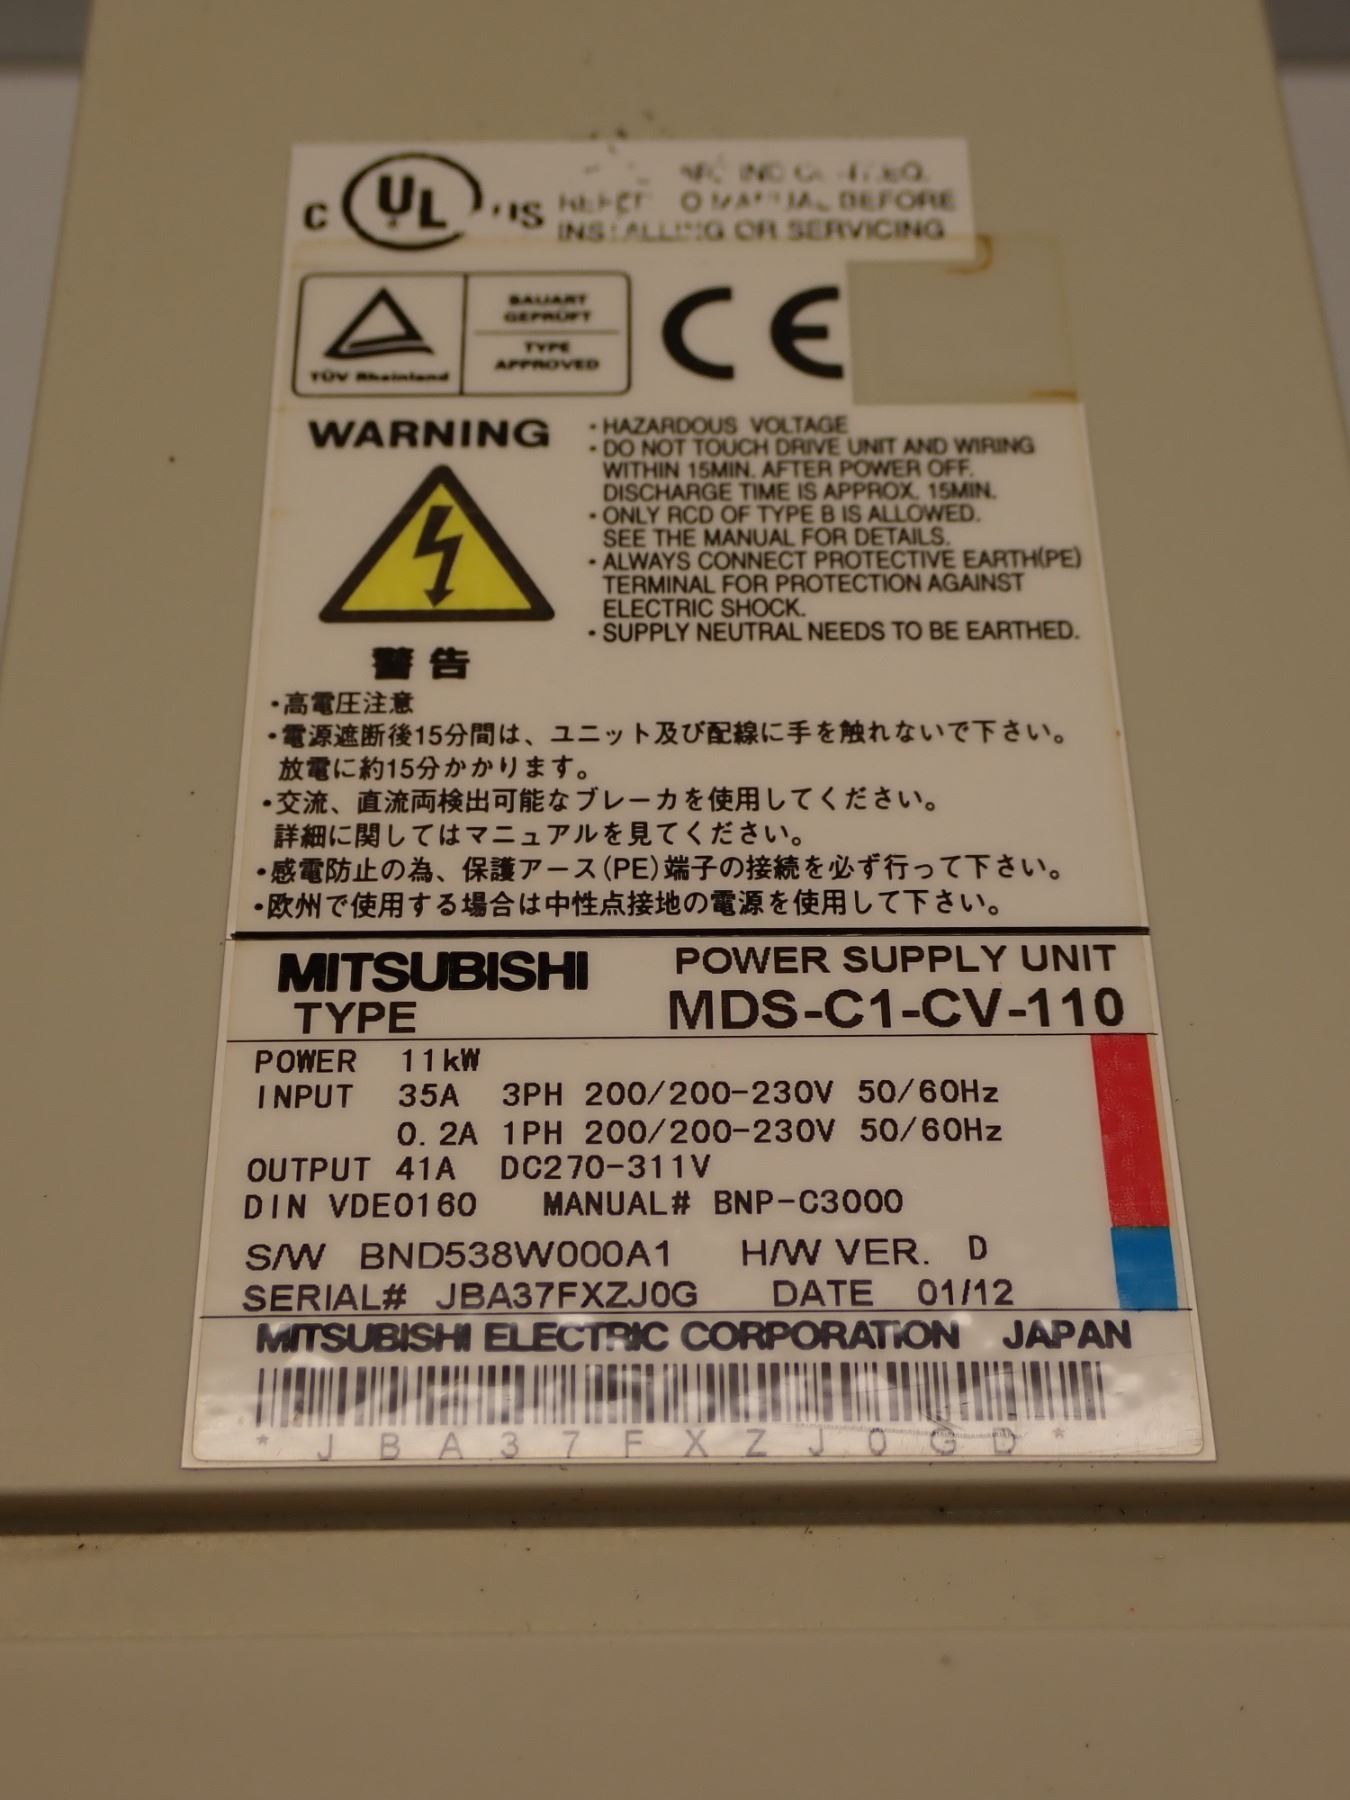 C UL US
IND. CONT. EQ.
REFER TO MANUAL BEFORE
INSTALLING OR SERVICING
TÜV Rheinland
BAUART
GEPRÜFT
TYPE
APPROVED
CE
WARNING
・HAZARDOUS VOLTAGE
・DO NOT TOUCH DRIVE UNIT AND WIRING
WITHIN 15MIN. AFTER POWER OFF.
DISCHARGE TIME IS APPROX. 15MIN.
・ONLY RCD OF TYPE B IS ALLOWED.
SEE THE MANUAL FOR DETAILS.
・ALWAYS CONNECT PROTECTIVE EARTH(PE)
TERMINAL FOR PROTECTION AGAINST
ELECTRIC SHOCK.
・SUPPLY NEUTRAL NEEDS TO BE EARTHED.
警告
・高電圧注意
・電源遮断後15分間は、ユニット及び配線に手を触れないで下さい。
放電に約15分かかります。
・交流、直流両検出可能なブレーカを使用してください。
詳細に関してはマニュアルを見てください。
・感電防止の為、保護アース(PE)端子の接続を必ず行って下さい。
・欧州で使用する場合は中性点接地の電源を使用して下さい。
MITSUBISHI POWER SUPPLY UNIT
TYPE MDS-C1-CV-110
POWER 11kW
INPUT 35A 3PH 200/200-230V 50/60Hz
0.2A 1PH 200/200-230V 50/60Hz
OUTPUT 41A DC270-311V
DIN VDE0160 MANUAL# BNP-C3000
S/W BND538W000A1 H/W VER. D
SERIAL# JBA37FXZJ0G DATE 01/12
MITSUBISHI ELECTRIC CORPORATION JAPAN
* J B A 3 7 F X Z J 0 G D *